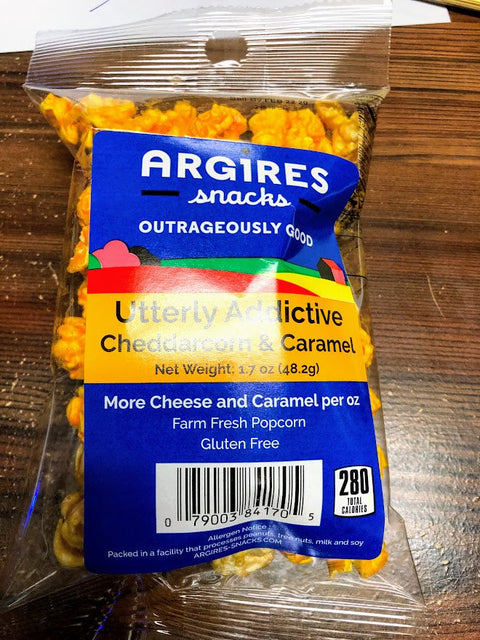 ARGIRES
snacks
OUTRAGEOUSLY GOOD
Utterly Addictive
Cheddarcorn & Caramel
Net Weight: 1.7 oz (48.2g)
More Cheese and Caramel per oz
Farm Fresh Popcorn
Gluten Free
280
TOTAL
CALORIES
0 79003 84170 5
Allergen Notice:
Packed in a facility that processes peanuts, tree nuts, milk and soy
ARGIRES-SNACKS.COM